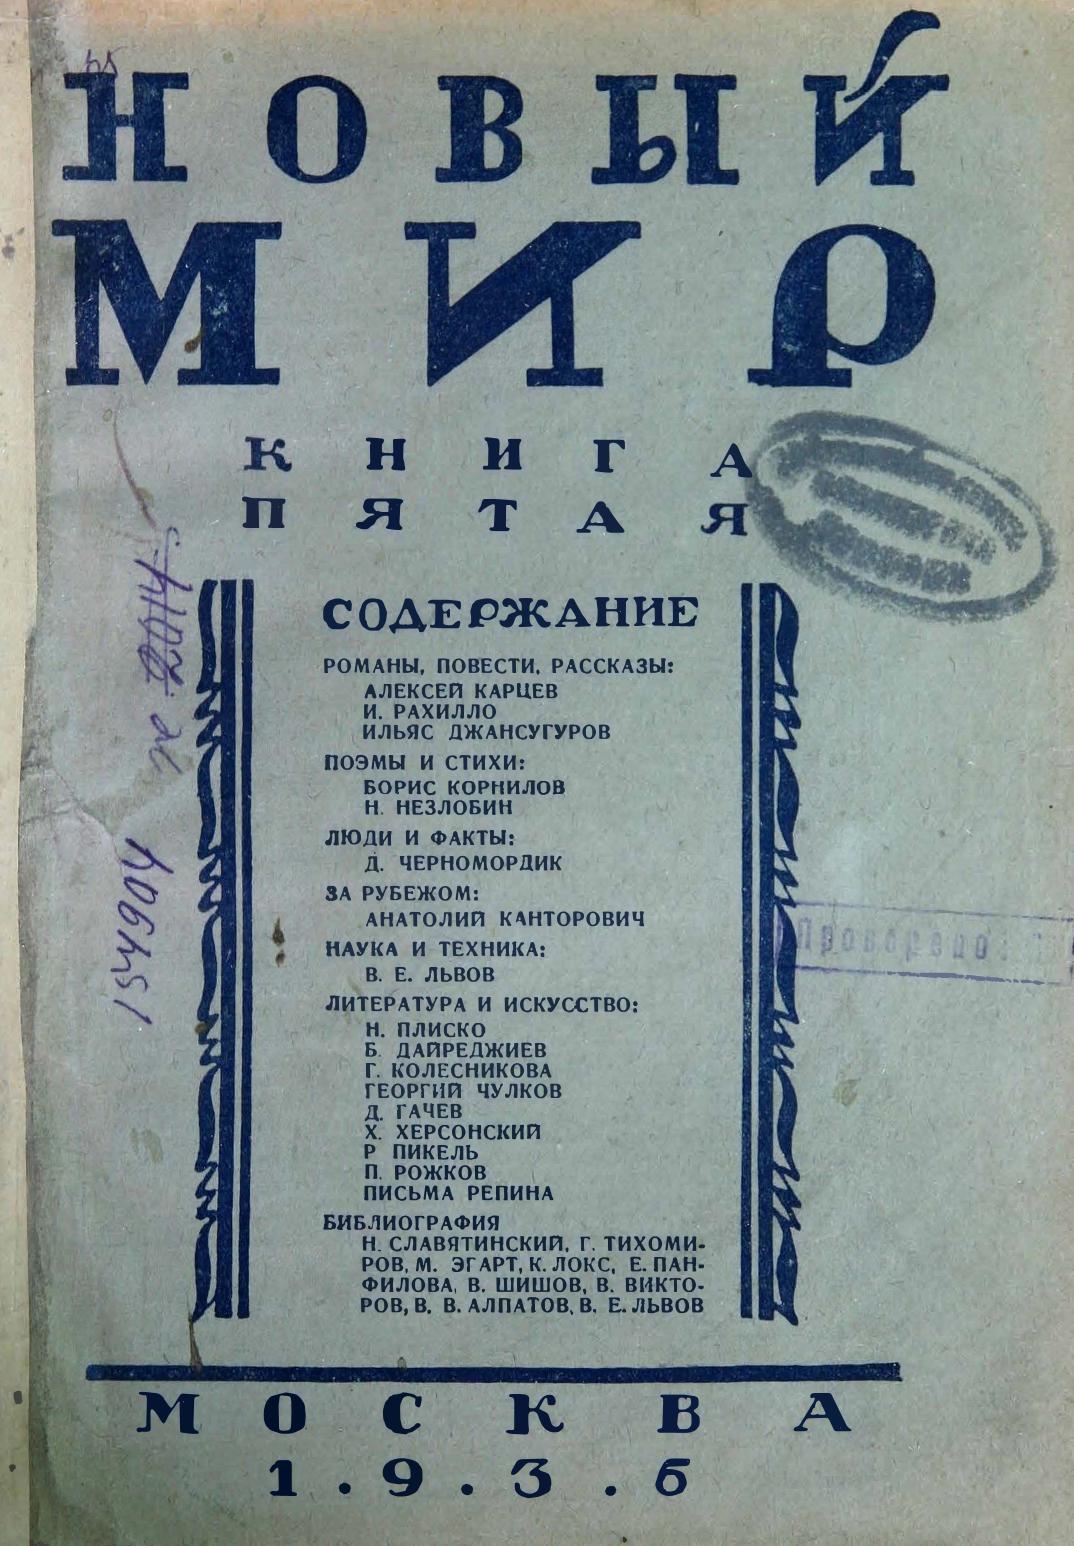 НОВЫЙ
МИР
КНИГА
ПЯТАЯ
СОДЕРЖАНИЕ
РОМАНЫ, ПОВЕСТИ, РАССКАЗЫ:
АЛЕКСЕЙ КАРЦЕВ
И. РАХИЛЛО
ИЛЬЯС ДЖАНСУГУРОВ
ПОЭМЫ И СТИХИ:
БОРИС КОРНИЛОВ
Н. НЕЗЛОБИН
ЛЮДИ И ФАКТЫ:
Д. ЧЕРНОМОРДИК
ЗА РУБЕЖОМ:
АНАТОЛИЙ КАНТОРОВИЧ
НАУКА И ТЕХНИКА:
В. Е. ЛЬВОВ
Проверено:
ЛИТЕРАТУРА И ИСКУССТВО:
Н. ПЛИСКО
Б. ДАЙРЕДЖИЕВ
Г. КОЛЕСНИКОВА
ГЕОРГИЙ ЧУЛКОВ
Д. ГАЧЕВ
Х. ХЕРСОНСКИЙ
Р ПИКЕЛЬ
П. РОЖКОВ
ПИСЬМА РЕПИНА
БИБЛИОГРАФИЯ
Н. СЛАВЯТИНСКИЙ, Г. ТИХОМИ-
РОВ, М. ЭГАРТ, К. ЛОКС, Е. ПАН-
ФИЛОВА, В. ШИШОВ, В. ВИКТО-
РОВ, В. В. АЛПАТОВ, В. Е. ЛЬВОВ
МОСКВА
1.9.3.6